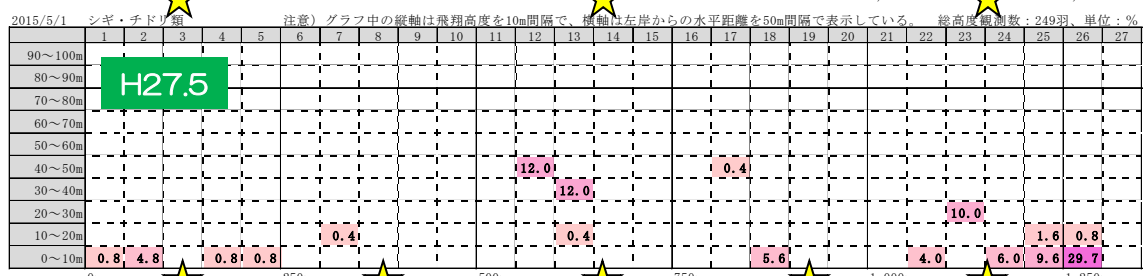 2015/5/1 シギ・チドリ類 注意）グラフ中の縦軸は飛翔高度を10m間隔で、横軸は左岸からの水平距離を50m間隔で表示している。 総高度観測数：249羽、単位：%
1 2 3 4 5 6 7 8 9 10 11 12 13 14 15 16 17 18 19 20 21 22 23 24 25 26 27
90～100m
80～90m
H27.5
70～80m
60～70m
50～60m
40～50m 12.0 0.4
30～40m 12.0
20～30m 10.0
10～20m 0.4 0.4 1.6 0.8
0～10m 0.8 4.8 0.8 0.8 5.6 4.0 6.0 9.6 29.7